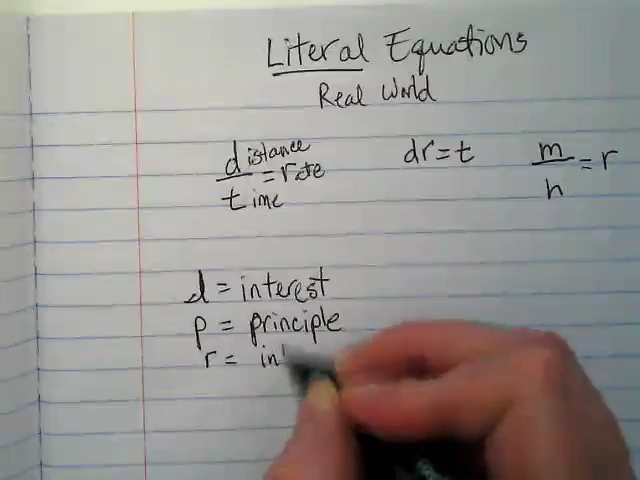 Literal Equations
Real World
distance
time
= rate
dr = t
m
h
= r
d = interest
p = principle
r = in